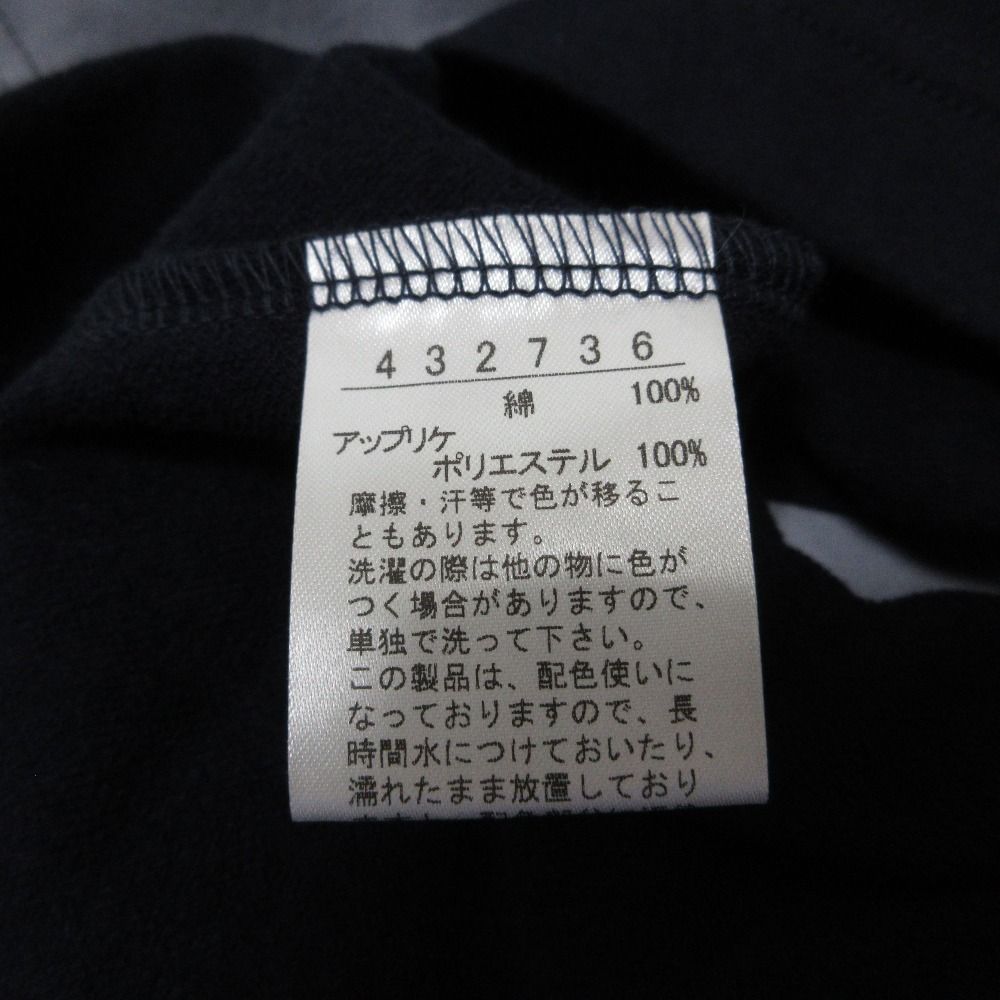 432736
綿 100%
アップリケ
ポリエステル 100%
摩擦・汗等で色が移るこ
ともあります。
洗濯の際は他の物に色が
つく場合がありますので、
単独で洗って下さい。
この製品は、配色使いに
なっておりますので、長
時間水につけておいたり、
濡れたまま放置しており